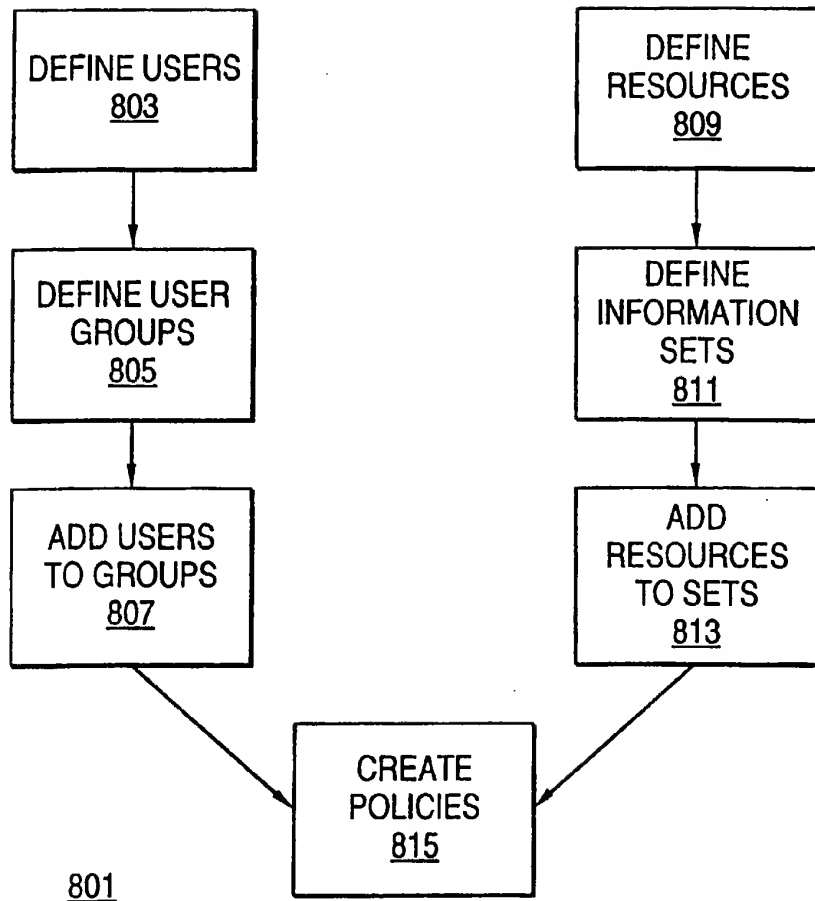 DEFINE USERS
803
DEFINE USER
GROUPS
805
ADD USERS
TO GROUPS
807
DEFINE
RESOURCES
809
DEFINE
INFORMATION
SETS
811
ADD
RESOURCES
TO SETS
813
CREATE
POLICIES
815
801